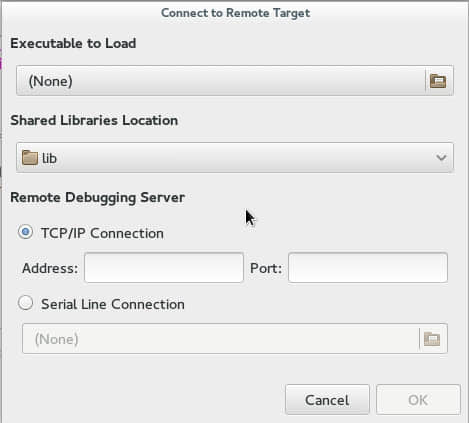 Connect to Remote Target
Executable to Load
(None)
Shared Libraries Location
lib
Remote Debugging Server
TCP/IP Connection
Address: Port:
Serial Line Connection
(None)
Cancel OK